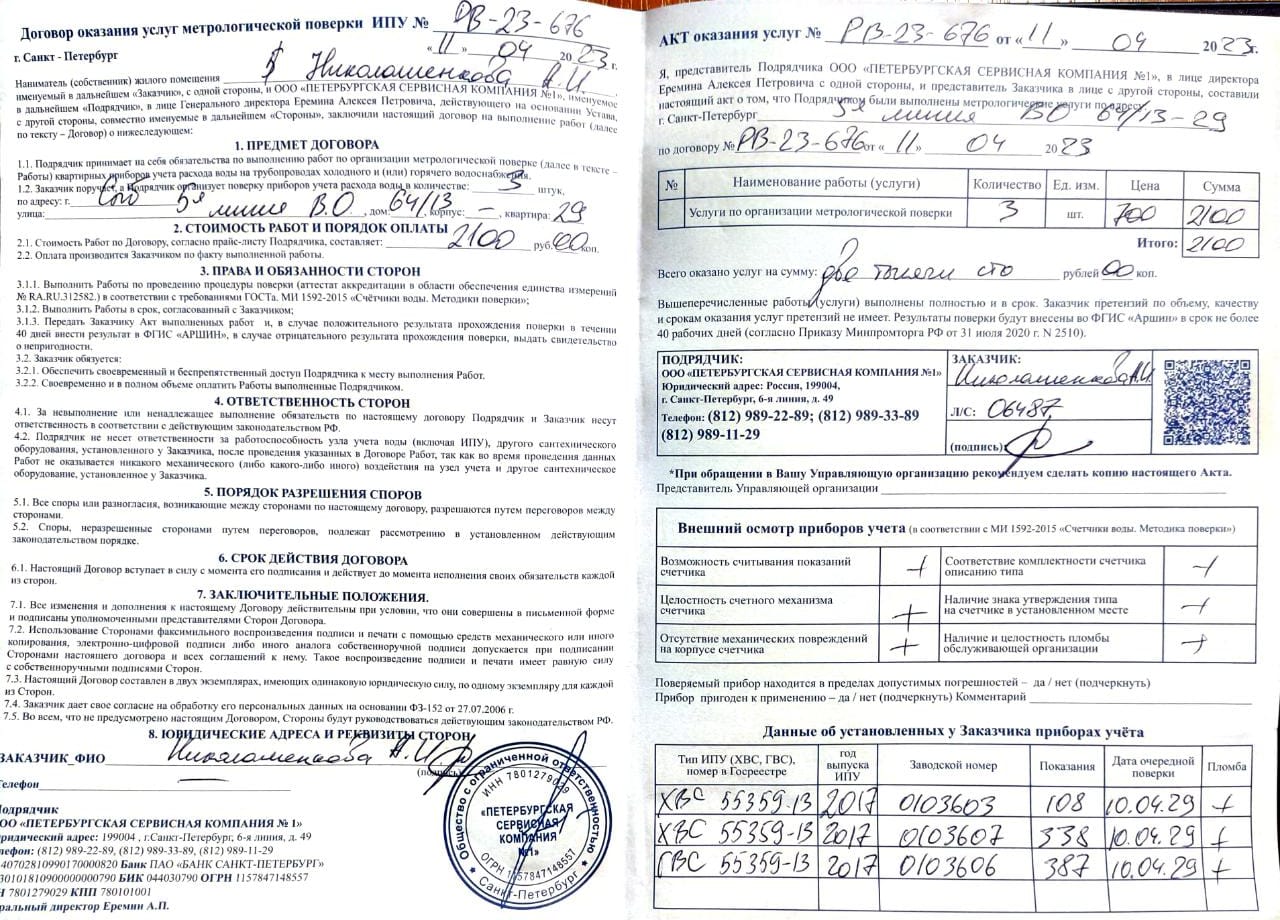 Договор оказания услуг метрологической поверки ИПУ № РВ-23-676
г. Санкт - Петербург
«11» 04 2023 г.
Наниматель (собственник) жилого помещения Николашенкова А.И.,
именуемый в дальнейшем «Заказчик», с одной стороны, и ООО «ПЕТЕРБУРГСКАЯ СЕРВИСНАЯ КОМПАНИЯ №1», именуемое
в дальнейшем «Подрядчик», в лице Генерального директора Еремина Алексея Петровича, действующего на основании Устава,
с другой стороны, совместно именуемые в дальнейшем «Стороны», заключили настоящий договор на выполнение работ (далее
по тексту – Договор) о нижеследующем:
1. ПРЕДМЕТ ДОГОВОРА
1.1. Подрядчик принимает на себя обязательства по выполнению работ по организации метрологической поверке (далее в тексте –
Работы) квартирных приборов учета расхода воды на трубопроводах холодного и (или) горячего водоснабжения.
1.2. Заказчик поручает, а Подрядчик организует поверку приборов учета расхода воды в количестве: 3 штук,
по адресу: г. СПб
улица: 5я линия В.О., дом: 64/13, корпус: –, квартира: 29
2. СТОИМОСТЬ РАБОТ И ПОРЯДОК ОПЛАТЫ
2.1. Стоимость Работ по Договору, согласно прайс-листу Подрядчика, составляет: 2100 руб. 00 коп.
2.2. Оплата производится Заказчиком по факту выполненной работы.
3. ПРАВА И ОБЯЗАННОСТИ СТОРОН
3.1.1. Выполнить Работы по проведению процедуры поверки (аттестат аккредитации в области обеспечения единства измерений
№ RA.RU.312582.) в соответствии с требованиями ГОСТа. МИ 1592-2015 «Счётчики воды. Методики поверки»;
3.1.2. Выполнить Работы в срок, согласованный с Заказчиком;
3.1.3. Передать Заказчику Акт выполненных работ и, в случае положительного результата прохождения поверки в течении
40 дней внести результат в ФГИС «АРШИН», в случае отрицательного результата прохождения поверки, выдать свидетельство
о непригодности.
3.2. Заказчик обязуется:
3.2.1. Обеспечить своевременный и беспрепятственный доступ Подрядчика к месту выполнения Работ.
3.2.2. Своевременно и в полном объеме оплатить Работы выполненные Подрядчиком.
4. ОТВЕТСТВЕННОСТЬ СТОРОН
4.1. За невыполнение или ненадлежащее выполнение обязательств по настоящему договору Подрядчик и Заказчик несут
ответственность в соответствии с действующим законодательством РФ.
4.2. Подрядчик не несет ответственности за работоспособность узла учета воды (включая ИПУ), другого сантехнического
оборудования, установленного у Заказчика, после проведения указанных в Договоре Работ, так как во время проведения данных
Работ не оказывается никакого механического (либо какого-либо иного) воздействия на узел учета и другое сантехническое
оборудование, установленное у Заказчика.
5. ПОРЯДОК РАЗРЕШЕНИЯ СПОРОВ
5.1. Все споры или разногласия, возникающие между сторонами по настоящему договору, разрешаются путем переговоров между
сторонами.
5.2. Споры, неразрешенные сторонами путем переговоров, подлежат рассмотрению в установленном действующим
законодательством порядке.
6. СРОК ДЕЙСТВИЯ ДОГОВОРА
6.1. Настоящий Договор вступает в силу с момента его подписания и действует до момента исполнения своих обязательств каждой
из сторон.
7. ЗАКЛЮЧИТЕЛЬНЫЕ ПОЛОЖЕНИЯ.
7.1. Все изменения и дополнения к настоящему Договору действительны при условии, что они совершены в письменной форме
и подписаны уполномоченными представителями Сторон Договора.
7.2. Использование Сторонами факсимильного воспроизведения подписи и печати с помощью средств механического или иного
копирования, электронно-цифровой подписи либо иного аналога собственноручной подписи допускается при подписании
Сторонами настоящего договора и всех соглашений к нему. Такое воспроизведение подписи и печати имеет равную силу
с собственноручными подписями Сторон.
7.3. Настоящий Договор составлен в двух экземплярах, имеющих одинаковую юридическую силу, по одному экземпляру для каждой
из Сторон.
7.4. Заказчик дает свое согласие на обработку его персональных данных на основании ФЗ-152 от 27.07.2006 г.
7.5. Во всем, что не предусмотрено настоящим Договором, Стороны будут руководствоваться действующим законодательством РФ.
8. ЮРИДИЧЕСКИЕ АДРЕСА И РЕКВИЗИТЫ СТОРОН
ЗАКАЗЧИК_ФИО Николашенкова А.И.
(подпись)
Телефон
Подрядчик
ООО «ПЕТЕРБУРГСКАЯ СЕРВИСНАЯ КОМПАНИЯ № 1»
ридический адрес: 199004 , г.Санкт-Петербург, 6-я линия, д. 49
лефон: (812) 989-22-89, (812) 989-33-89, (812) 989-11-29
40702810990170000820 Банк ПАО «БАНК САНКТ-ПЕТЕРБУРГ»
30101810900000000790 БИК 044030790 ОГРН 1157847148557
Н 7801279029 КПП 780101001
ральный директор Еремин А.П.
Общество с ограниченной ответственностью
ИНН 7801279029
«ПЕТЕРБУРГСКАЯ
СЕРВИСНАЯ
КОМПАНИЯ
№1»
ОГРН 1157847148557
Санкт-Петербург
АКТ оказания услуг № РВ-23-676 от «11» 04 2023г.
Я, представитель Подрядчика ООО «ПЕТЕРБУРГСКАЯ СЕРВИСНАЯ КОМПАНИЯ №1», в лице директора
Еремина Алексея Петровича с одной стороны, и представитель Заказчика в лице с другой стороны, составили
настоящий акт о том, что Подрядчиком были выполнены метрологические услуги по адресу:
г. Санкт-Петербург 5я линия ВО 64/13-29
по договору № РВ-23-676 от «11» 04 2023
№ Наименование работы (услуги) Количество Ед. изм. Цена Сумма
Услуги по организации метрологической поверки 3 шт. 700 2100
Итого: 2100
Всего оказано услуг на сумму: две тысячи сто рублей 00 коп.
Вышеперечисленные работы (услуги) выполнены полностью и в срок. Заказчик претензий по объему, качеству
и срокам оказания услуг претензий не имеет. Результаты поверки будут внесены во ФГИС «Аршин» в срок не более
40 рабочих дней (согласно Приказу Минпромторга РФ от 31 июля 2020 г. N 2510).
ПОДРЯДЧИК:
ООО «ПЕТЕРБУРГСКАЯ СЕРВИСНАЯ КОМПАНИЯ №1»
Юридический адрес: Россия, 199004,
г. Санкт-Петербург, 6-я линия, д. 49
Телефон: (812) 989-22-89; (812) 989-33-89
(812) 989-11-29
ЗАКАЗЧИК:
Николашенкова А.И.
Л/С: 06487
(подпись):
*При обращении в Вашу Управляющую организацию рекомендуем сделать копию настоящего Акта.
Представитель Управляющей организации
Внешний осмотр приборов учета (в соответствии с МИ 1592-2015 «Счетчики воды. Методика поверки»)
Возможность считывания показаний счетчика + Соответствие комплектности счетчика описанию типа +
Целостность счетного механизма счетчика + Наличие знака утверждения типа на счетчике в установленном месте +
Отсутствие механических повреждений на корпусе счетчика + Наличие и целостность пломбы обслуживающей организации +
Поверяемый прибор находится в пределах допустимых погрешностей – да / нет (подчеркнуть)
Прибор пригоден к применению – да / нет (подчеркнуть) Комментарий
Данные об установленных у Заказчика приборах учёта
Тип ИПУ (ХВС, ГВС), номер в Госреестре год выпуска ИПУ Заводской номер Показания Дата очередной поверки Пломба
ХВС 55359-13 2017 0103603 108 10.04.29 +
ХВС 55359-13 2017 0103607 338 10.04.29 +
ГВС 55359-13 2017 0103606 387 10.04.29 +